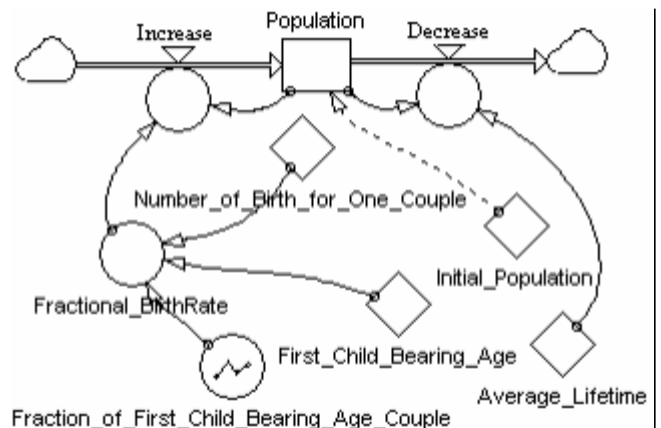 Population
Increase
Decrease
Number_of_Birth_for_One_Couple
Initial_Population
Fractional_BirthRate
First_Child_Bearing_Age
Average_Lifetime
Fraction_of_First_Child_Bearing_Age_Couple